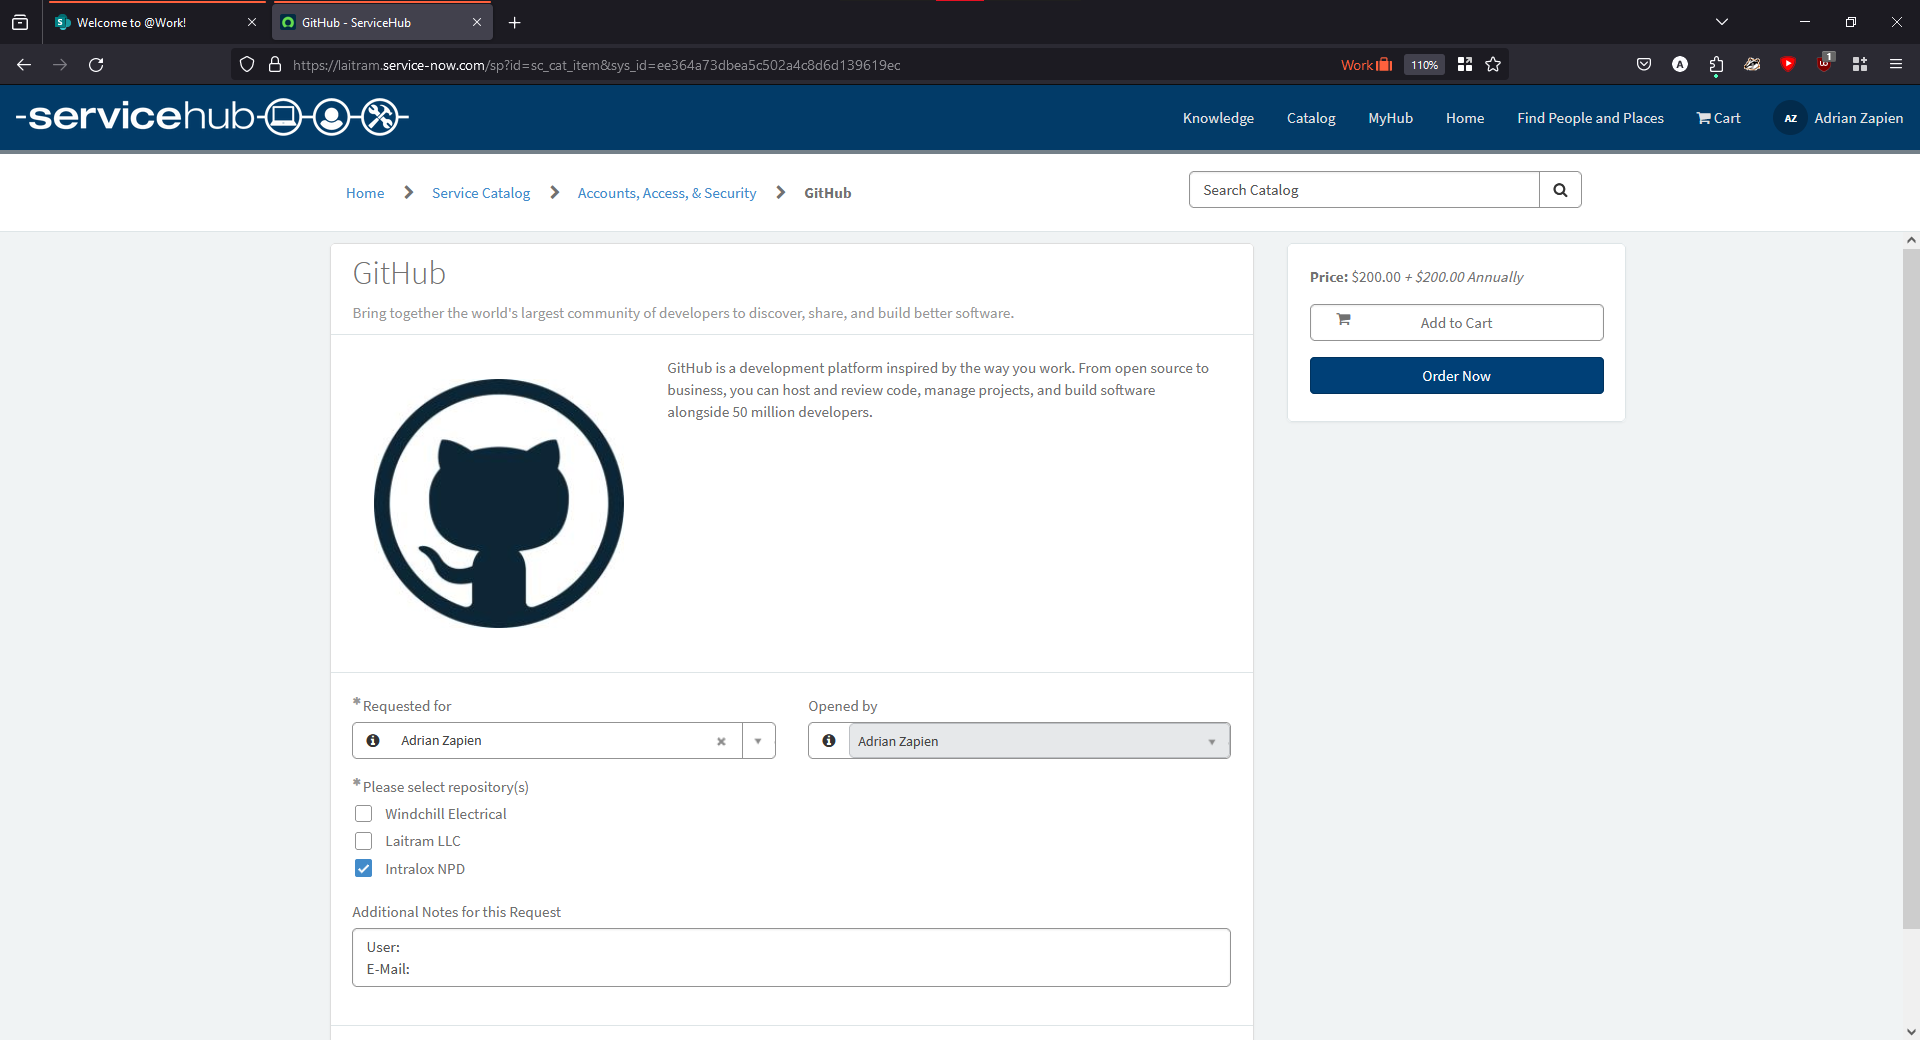 Welcome to @Work!
GitHub - ServiceHub
https://laitram.service-now.com/sp?id=sc_cat_item&sys_id=ee364a73dbea5c502a4c8d6d139619ec
Work
110%
A
1
servicehub
Knowledge
Catalog
MyHub
Home
Find People and Places
Cart
AZ
Adrian Zapien
Home
Service Catalog
Accounts, Access, & Security
GitHub
Search Catalog
GitHub
Bring together the world's largest community of developers to discover, share, and build better software.
GitHub is a development platform inspired by the way you work. From open source to
business, you can host and review code, manage projects, and build software
alongside 50 million developers.
Price: $200.00 + $200.00 Annually
Add to Cart
Order Now
*Requested for
Adrian Zapien
Opened by
Adrian Zapien
*Please select repository(s)
Windchill Electrical
Laitram LLC
Intralox NPD
Additional Notes for this Request
User:
E-Mail: